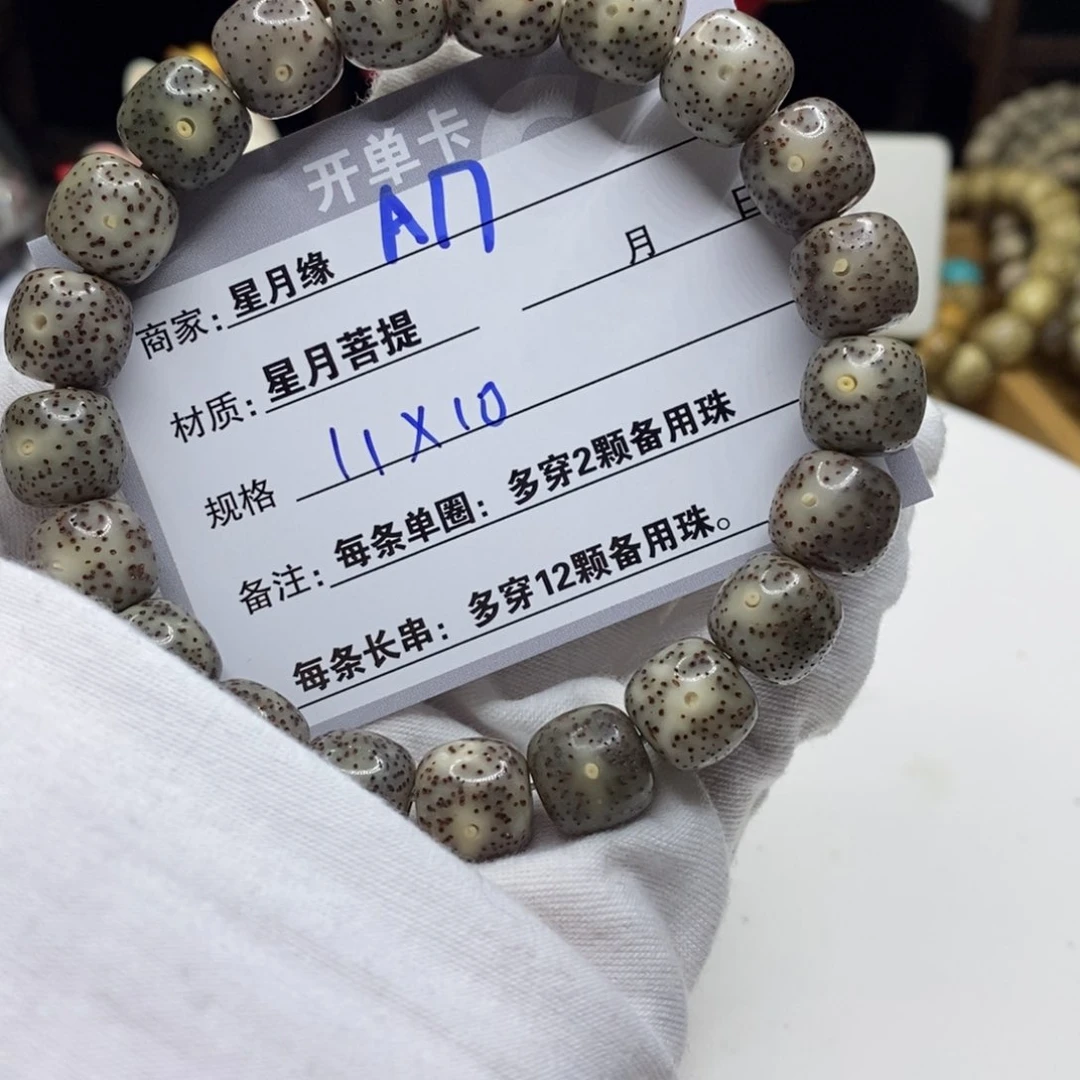 开单卡
A17
商家：星月缘
月 日
材质：星月菩提
规格 11X10
备注：每条单圈：多穿2颗备用珠
每条长串：多穿12颗备用珠。